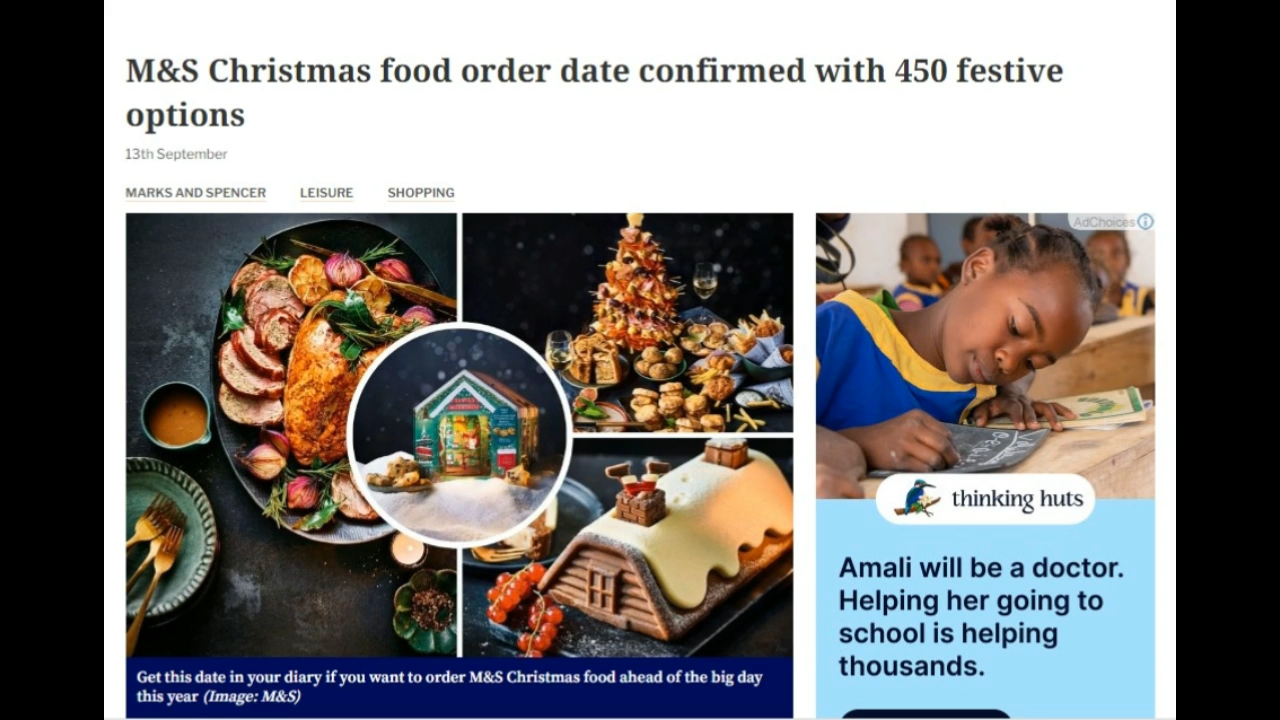 M&S Christmas food order date confirmed with 450 festive
options
13th September
MARKS AND SPENCER LEISURE SHOPPING
AdChoices
thinking huts
Amali will be a doctor.
Helping her going to
school is helping
thousands.
Get this date in your diary if you want to order M&S Christmas food ahead of the big day
this year (Image: M&S)